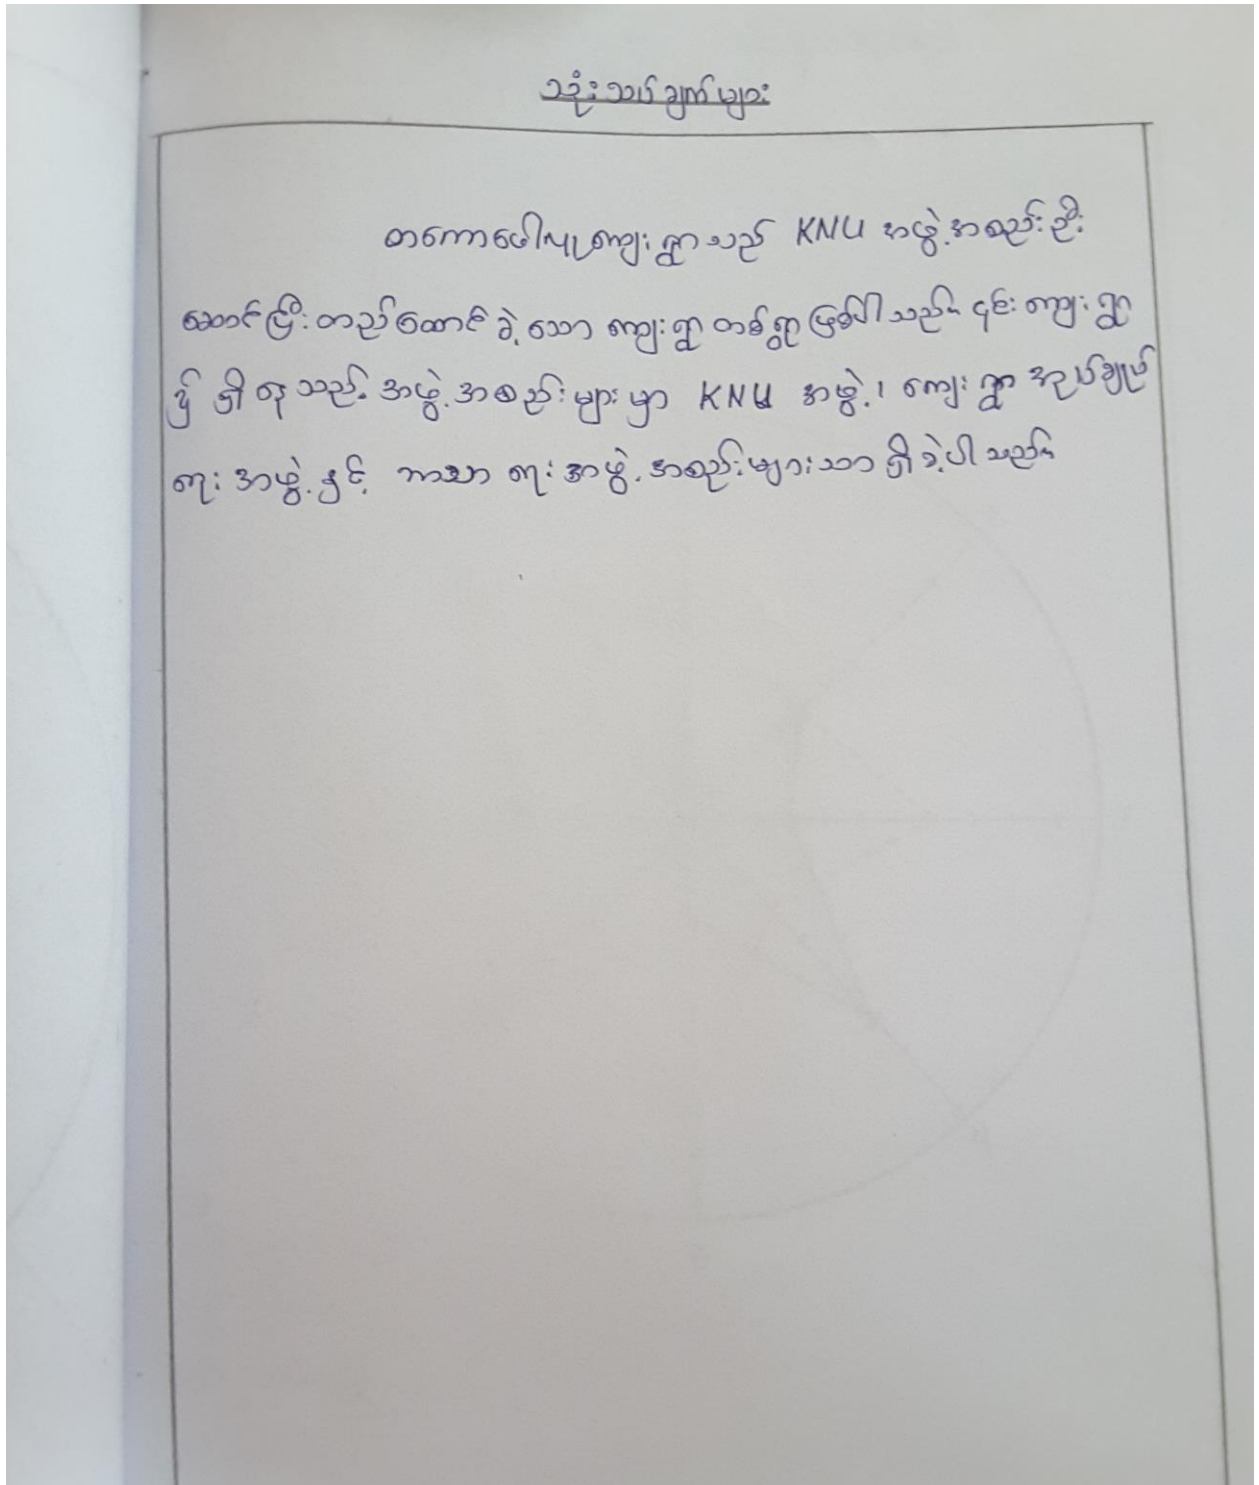 သုံးသပ်ချက်များ
တကောဖေါ်ကျေးရွာသည် KNU အဖွဲ့အစည်းဦး
ဆောင်ပြီးတည်ထောင်ခဲ့သော ကျေးရွာတစ်ရွာဖြစ်ပါသည်။ ၎င်းကျေးရွာ
၌ ရှိနေသည့်အဖွဲ့အစည်းများမှာ KNU အဖွဲ့၊ ကျေးရွာအုပ်ချုပ်
ရေးအဖွဲ့နှင့် ဘာသာရေးအဖွဲ့အစည်းများသာရှိခဲ့ပါသည်။